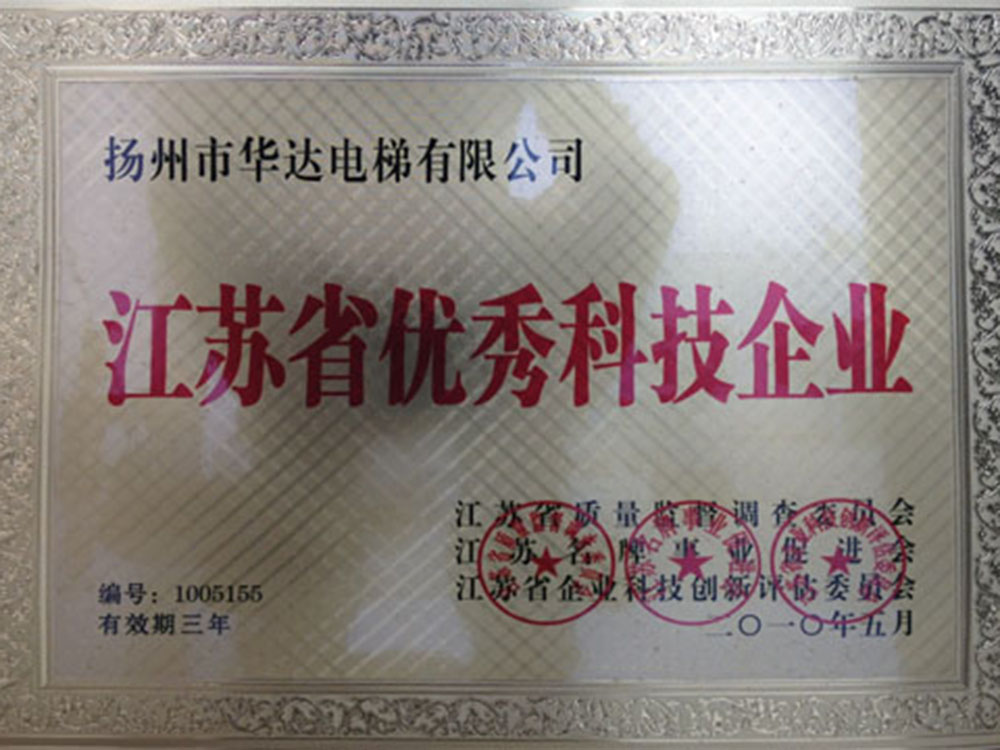 扬州市华达电梯有限公司
江苏省优秀科技企业
江苏省质量监督调查委员会
江苏名牌事业促进会
江苏省企业科技创新评估委员会
编号：1005155
有效期三年
二〇一〇年五月